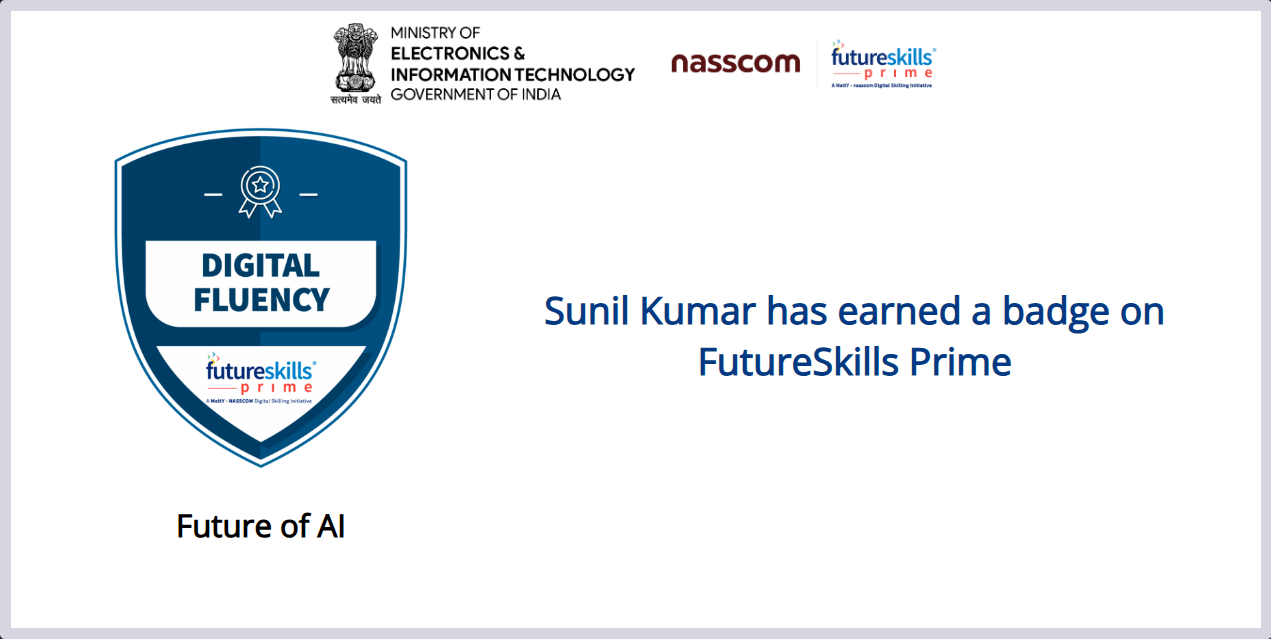 MINISTRY OF
ELECTRONICS &
INFORMATION TECHNOLOGY
GOVERNMENT OF INDIA
सत्यमेव जयते
nasscom
futureskills®
prime
A MeitY - nasscom Digital Skilling Initiative
DIGITAL
FLUENCY
futureskills®
prime
A MeitY - NASSCOM Digital Skilling Initiative
Future of AI
Sunil Kumar has earned a badge on
FutureSkills Prime